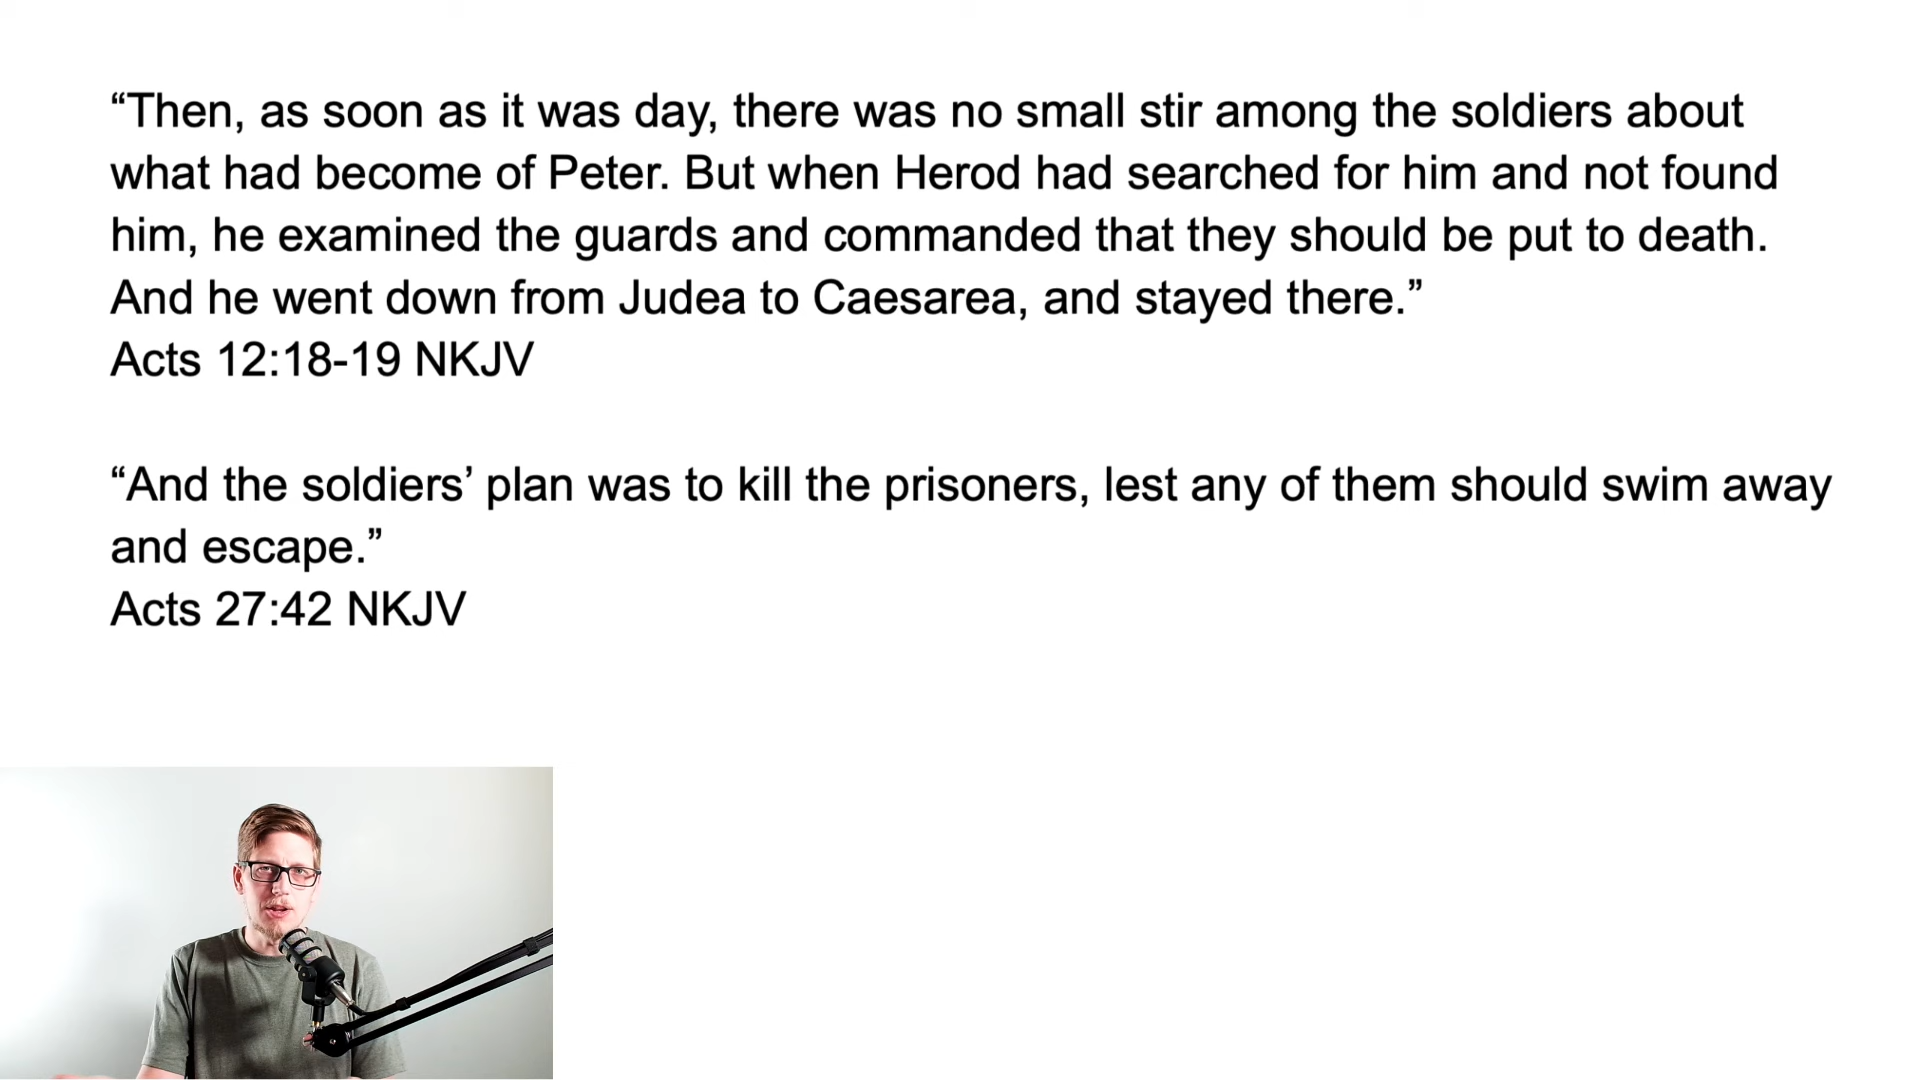 “Then, as soon as it was day, there was no small stir among the soldiers about
what had become of Peter. But when Herod had searched for him and not found
him, he examined the guards and commanded that they should be put to death.
And he went down from Judea to Caesarea, and stayed there.”
Acts 12:18-19 NKJV
“And the soldiers’ plan was to kill the prisoners, lest any of them should swim away
and escape.”
Acts 27:42 NKJV